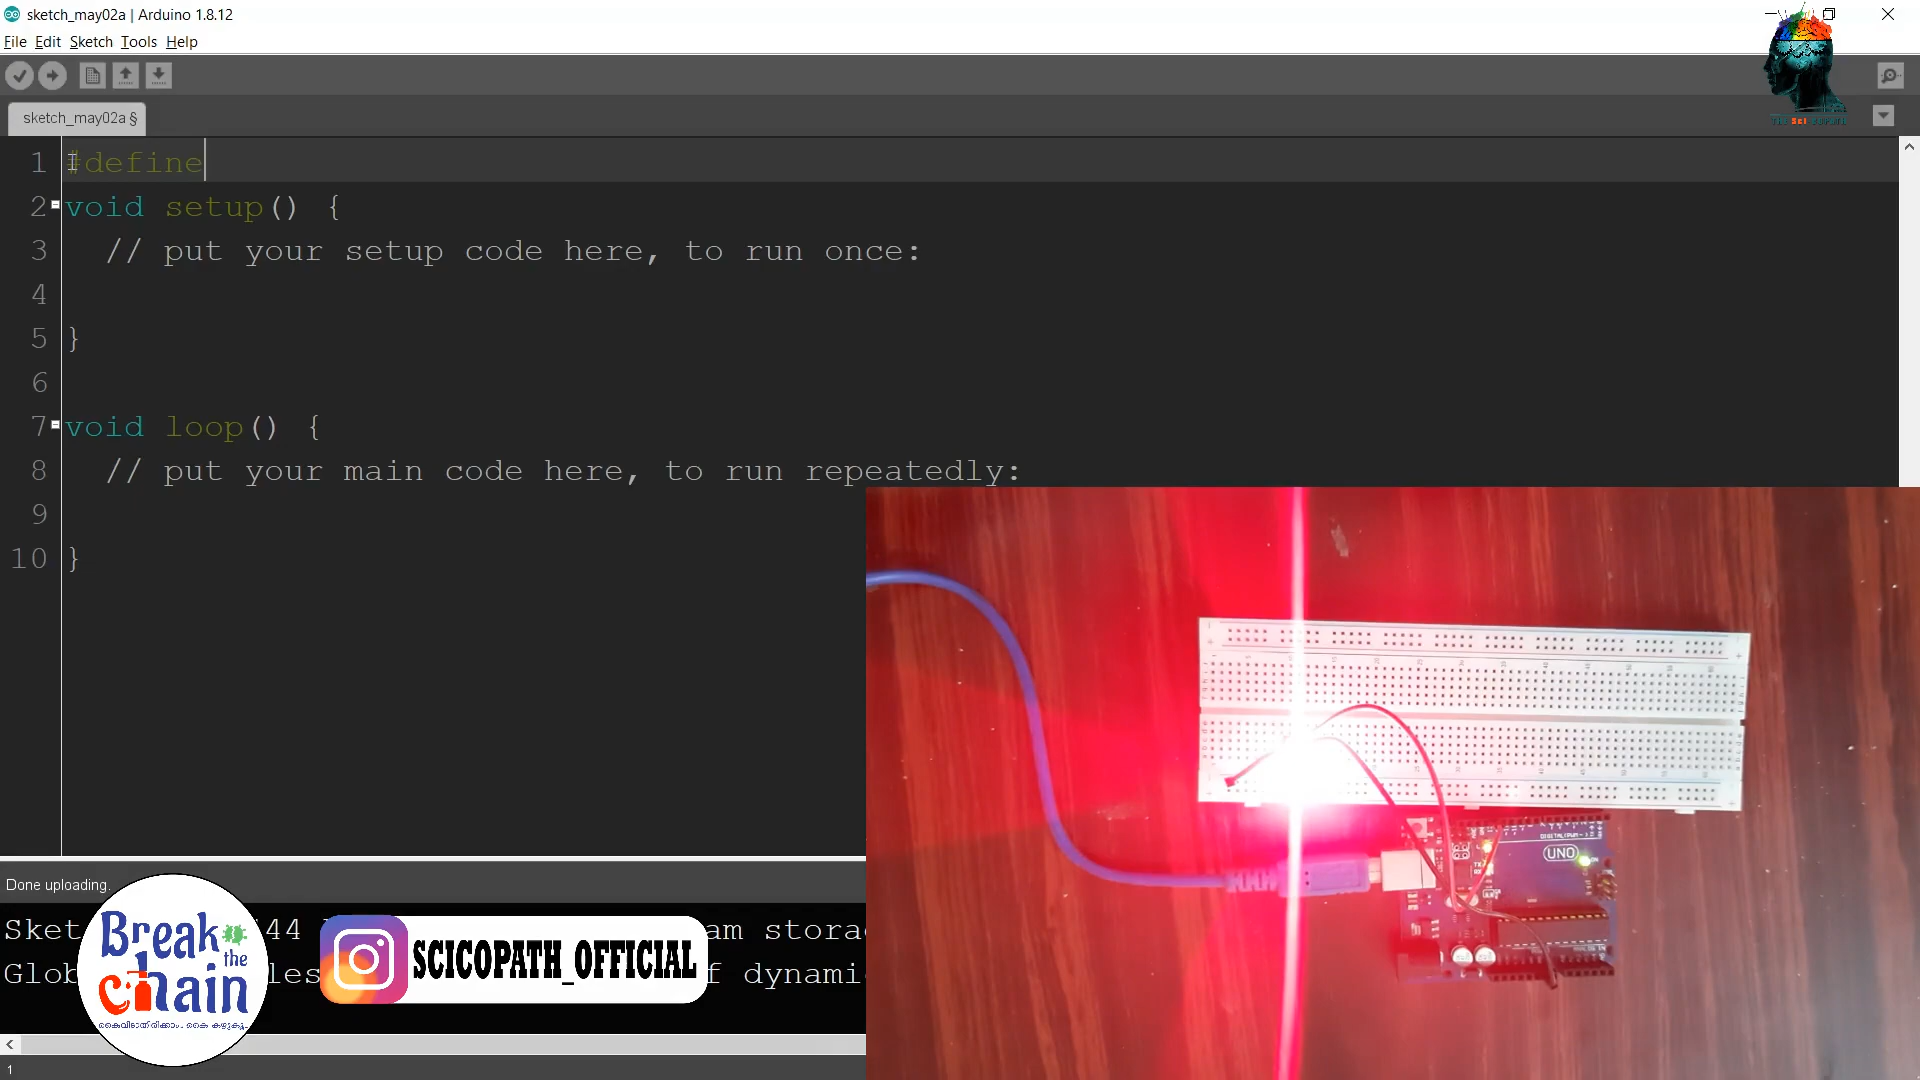 sketch_may02a | Arduino 1.8.12
File Edit Sketch Tools Help
sketch_may02a §
1 #define
2 void setup() {
3 // put your setup code here, to run once:
4
5 }
6
7 void loop() {
8 // put your main code here, to run repeatedly:
9
10 }
UNO
Done uploading.
Sket 44 am stora
Glob les f dynami
Break
the
chain
SCICOPATH_OFFICIAL
1